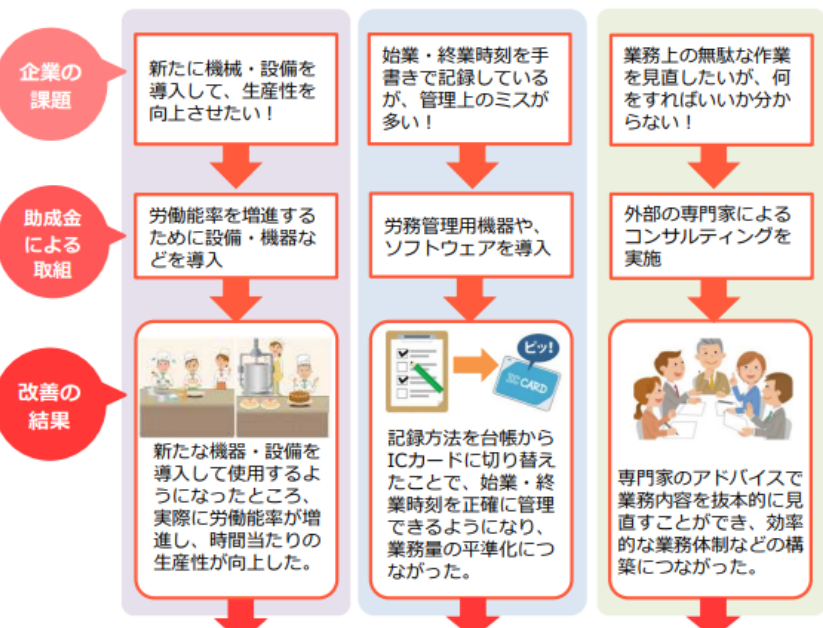 企業の
課題
新たに機械・設備を
導入して、生産性を
向上させたい！
始業・終業時刻を手
書きで記録している
が、管理上のミスが
多い！
業務上の無駄な作業
を見直したいが、何
をすればいいか分か
らない！
助成金
による
取組
労働能率を増進する
ために設備・機器な
どを導入
労務管理用機器や、
ソフトウェアを導入
外部の専門家による
コンサルティングを
実施
改善の
結果
新たな機器・設備を
導入して使用するよ
うになったところ、
実際に労働能率が増
進し、時間当たりの
生産性が向上した。
ピッ!
IC CARD
記録方法を台帳から
ICカードに切り替え
たことで、始業・終
業時刻を正確に管理
できるようになり、
業務量の平準化につ
ながった。
専門家のアドバイスで
業務内容を抜本的に見
直すことができ、効率
的な業務体制などの構
築につながった。